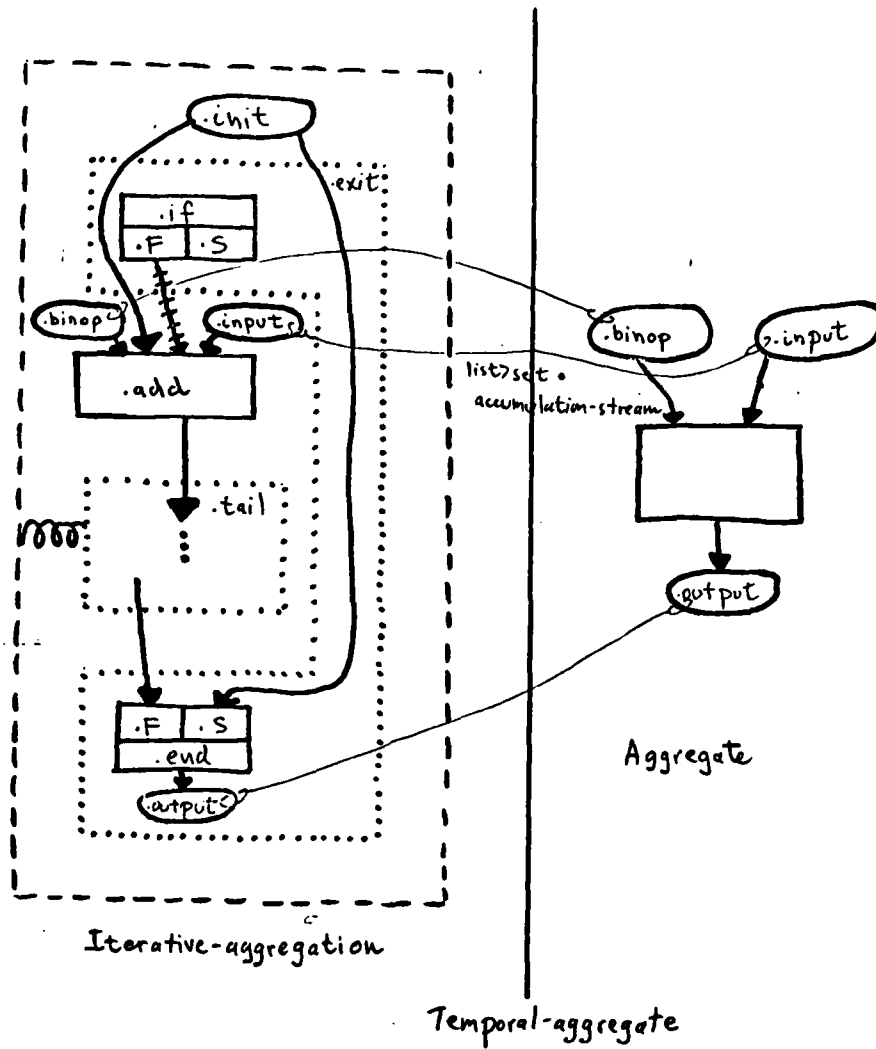 .init
.exit
.if
.F .S
.binop
.input
.add
.tail
.F .S
.end
.output
Iterative-aggregation
.binop
.input
list>set •
accumulation-stream
.output
Aggregate
Temporal-aggregate